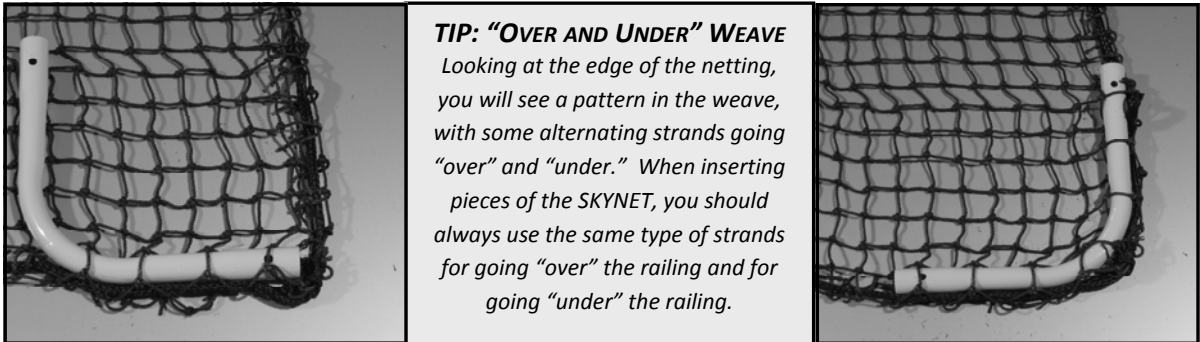 TIP: “OVER AND UNDER” WEAVE
Looking at the edge of the netting,
you will see a pattern in the weave,
with some alternating strands going
“over” and “under.”  When inserting
pieces of the SKYNET, you should
always use the same type of strands
for going “over” the railing and for
going “under” the railing.